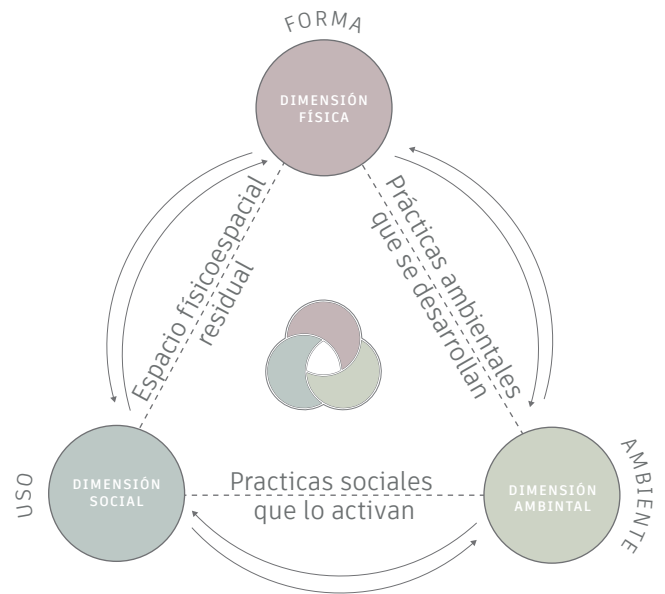 FORMA
DIMENSIÓN
FÍSICA
Espacio fisicoespacial
residual
Prácticas ambientales
que se desarrollan
USO
DIMENSIÓN
SOCIAL
Practicas sociales
que lo activan
DIMENSIÓN
AMBINTAL
AMBIENTE